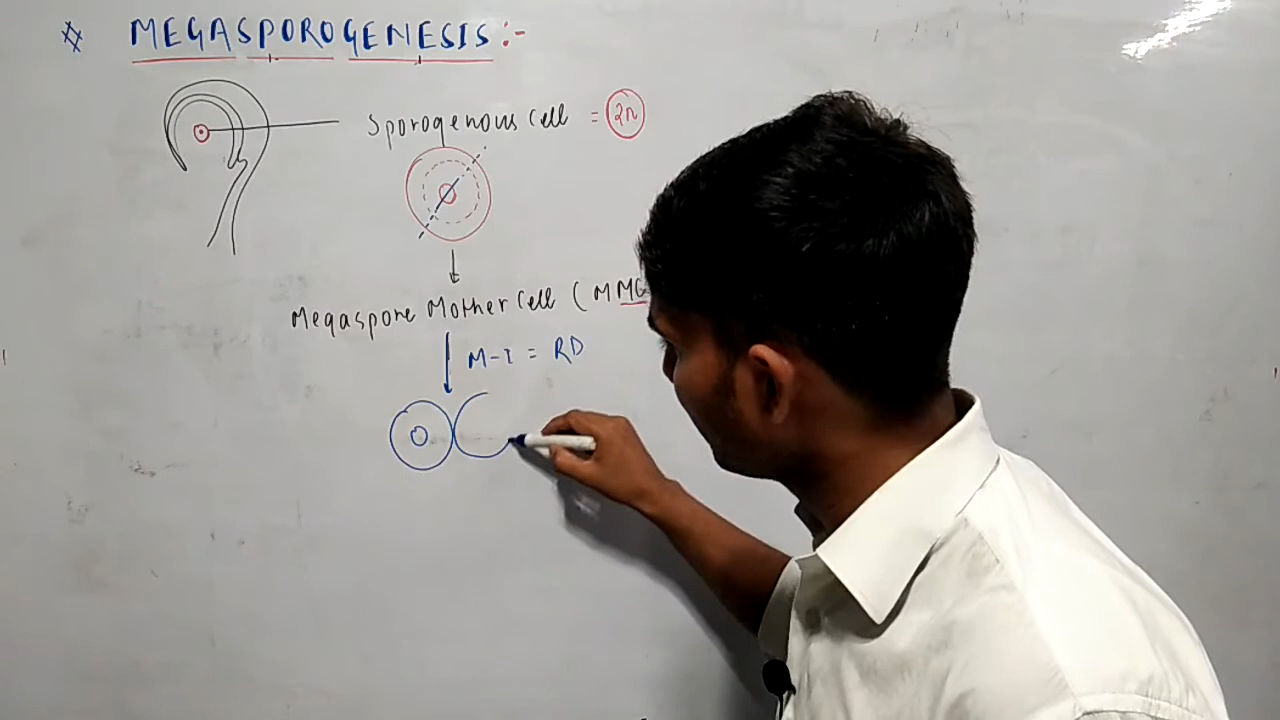 MEGASPOROGENESIS :-
Sporogenous Cell = 2n
Megaspore Mother Cell (MMC
M-I = RD